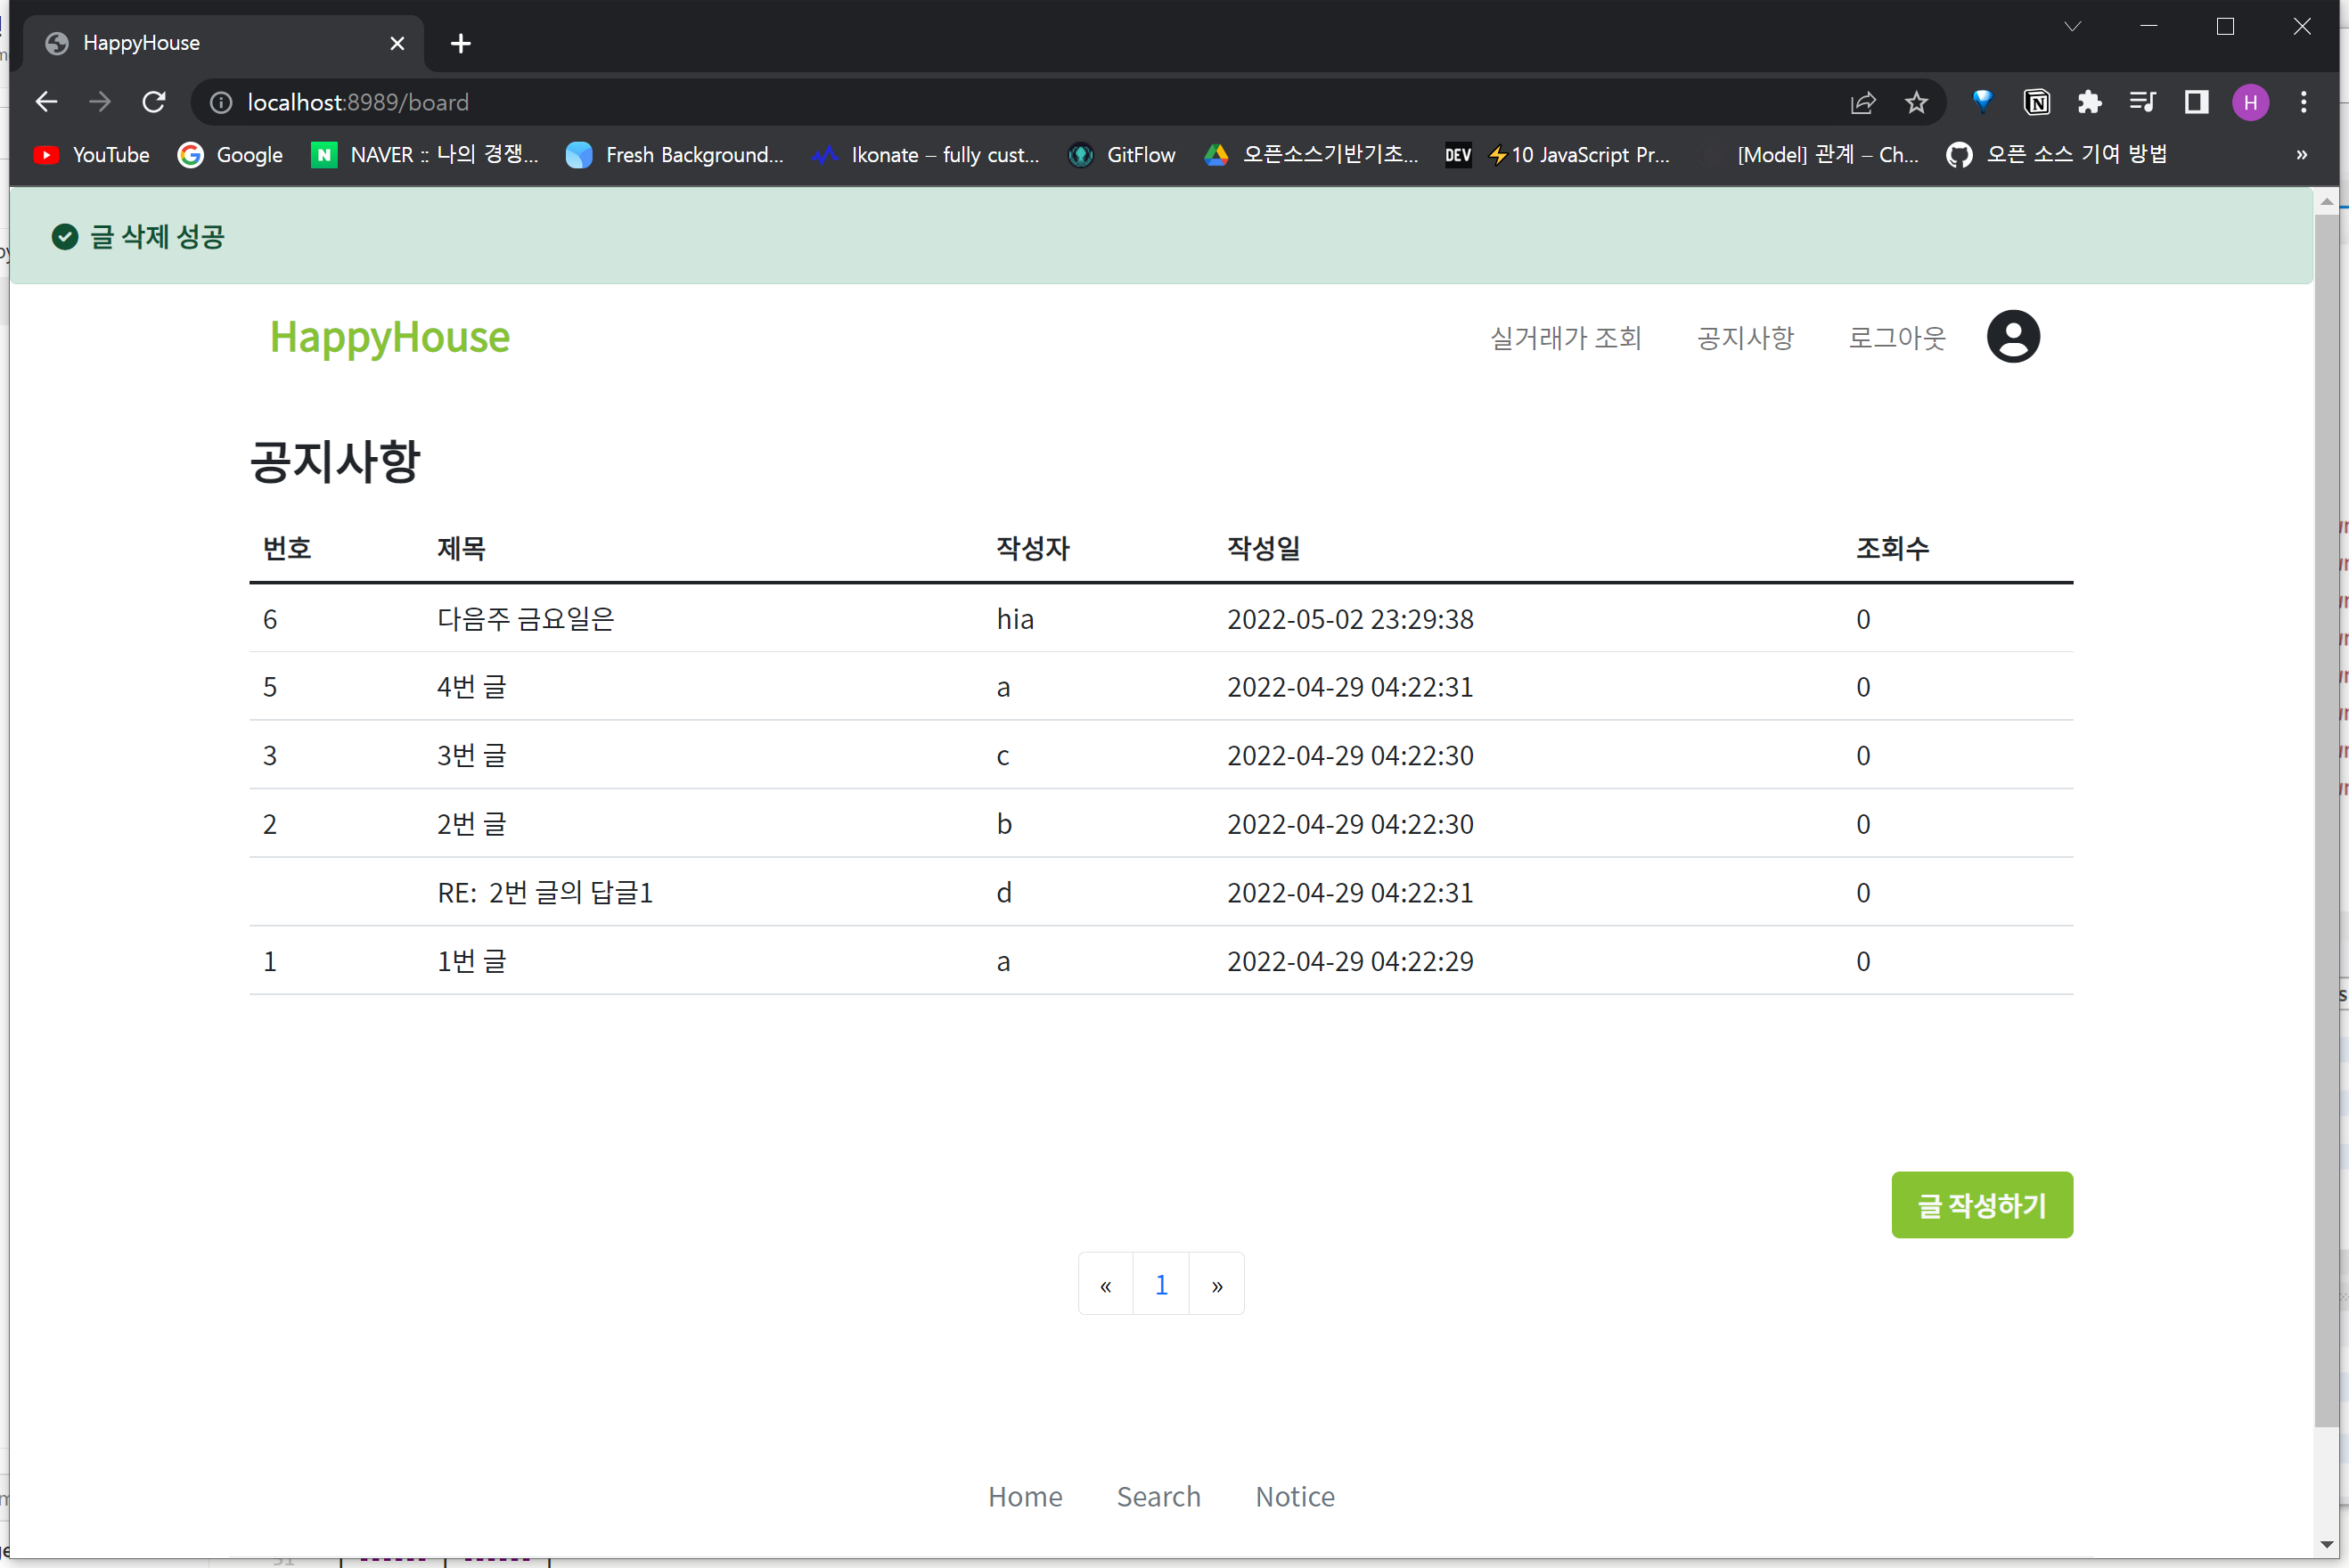 HappyHouse
localhost:8989/board
YouTube Google NAVER :: 나의 경쟁... Fresh Background... Ikonate – fully cust... GitFlow 오픈소스기반기초... DEV ⚡10 JavaScript Pr... [Model] 관계 – Ch... 오픈 소스 기여 방법 »
글 삭제 성공
HappyHouse 실거래가 조회 공지사항 로그아웃
공지사항
번호 제목 작성자 작성일 조회수
6 다음주 금요일은 hia 2022-05-02 23:29:38 0
5 4번 글 a 2022-04-29 04:22:31 0
3 3번 글 c 2022-04-29 04:22:30 0
2 2번 글 b 2022-04-29 04:22:30 0
RE: 2번 글의 답글1 d 2022-04-29 04:22:31 0
1 1번 글 a 2022-04-29 04:22:29 0
글 작성하기
« 1 »
Home Search Notice